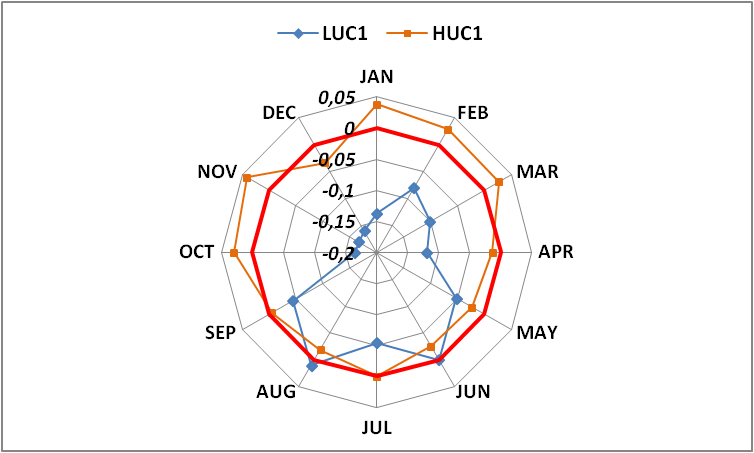 LUC1 HUC1
JAN
0,05 FEB
DEC
0
-0,05
NOV MAR
-0,1
-0,15
OCT -0,2 APR
SEP MAY
AUG JUN
JUL